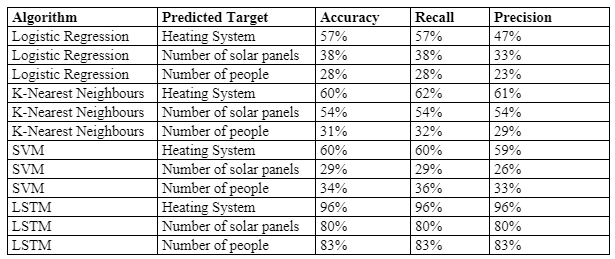 Algorithm Predicted Target Accuracy Recall Precision
Logistic Regression Heating System 57% 57% 47%
Logistic Regression Number of solar panels 38% 38% 33%
Logistic Regression Number of people 28% 28% 23%
K-Nearest Neighbours Heating System 60% 62% 61%
K-Nearest Neighbours Number of solar panels 54% 54% 54%
K-Nearest Neighbours Number of people 31% 32% 29%
SVM Heating System 60% 60% 59%
SVM Number of solar panels 29% 29% 26%
SVM Number of people 34% 36% 33%
LSTM Heating System 96% 96% 96%
LSTM Number of solar panels 80% 80% 80%
LSTM Number of people 83% 83% 83%